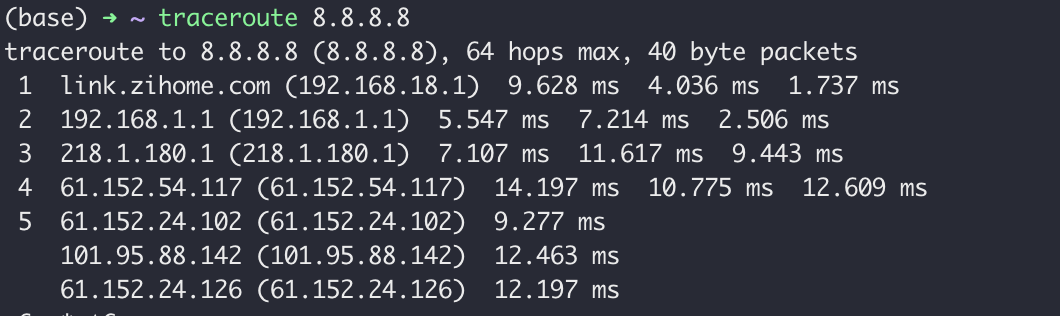 (base) ➜ ~ traceroute 8.8.8.8
traceroute to 8.8.8.8 (8.8.8.8), 64 hops max, 40 byte packets
1 link.zihome.com (192.168.18.1) 9.628 ms 4.036 ms 1.737 ms
2 192.168.1.1 (192.168.1.1) 5.547 ms 7.214 ms 2.506 ms
3 218.1.180.1 (218.1.180.1) 7.107 ms 11.617 ms 9.443 ms
4 61.152.54.117 (61.152.54.117) 14.197 ms 10.775 ms 12.609 ms
5 61.152.24.102 (61.152.24.102) 9.277 ms
101.95.88.142 (101.95.88.142) 12.463 ms
61.152.24.126 (61.152.24.126) 12.197 ms